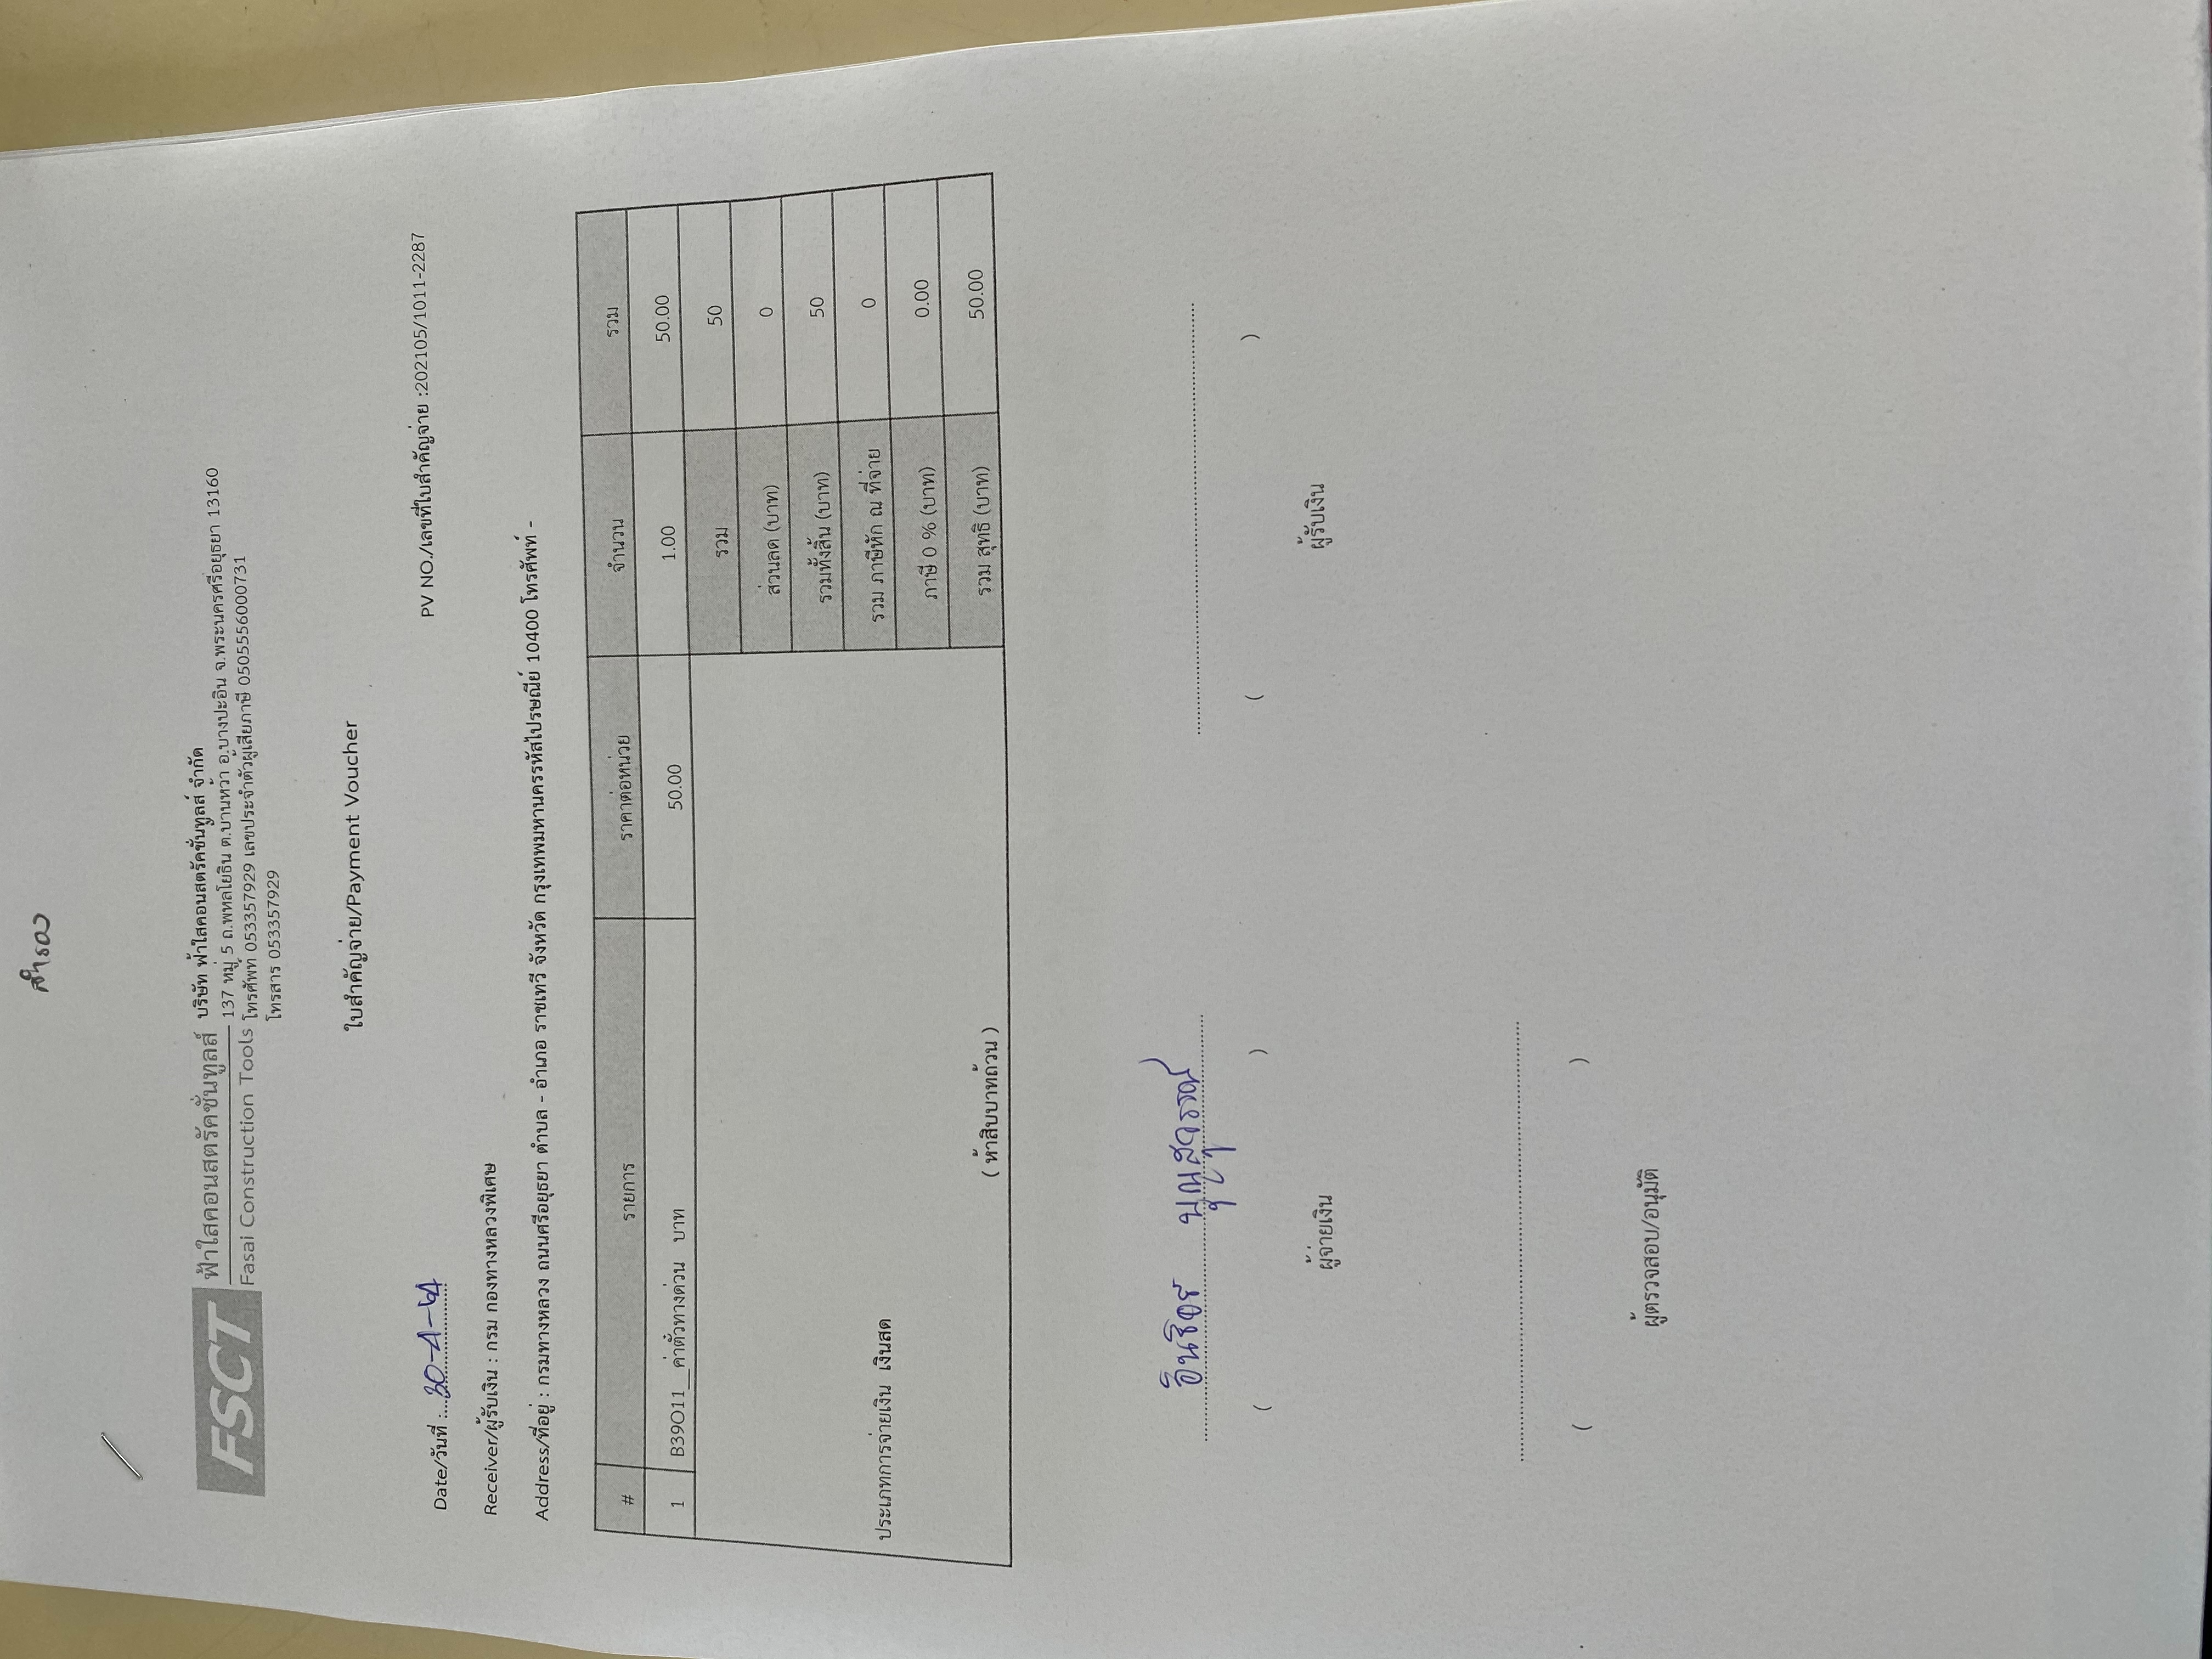 สำรอง
FSCT
ฟ้าใสคอนสตรัคชั่นทูลส์
Fasai Construction Tools
บริษัท ฟ้าใสคอนสตรัคชั่นทูลส์ จำกัด
137 หมู่ 5 ถ.พหลโยธิน ต.บ้านหว้า อ.บางปะอิน จ.พระนครศรีอยุธยา 13160
โทรศัพท์ 053357929 เลขประจำตัวผู้เสียภาษี 0505556000731
โทรสาร 053357929
ใบสำคัญจ่าย/Payment Voucher
Date/วันที่ : 30-4-64
PV NO./เลขที่ใบสำคัญจ่าย :202105/1011-2287
Receiver/ผู้รับเงิน : กรม กองทางหลวงพิเศษ
Address/ที่อยู่ : กรมทางหลวง ถนนศรีอยุธยา ตำบล - อำเภอ ราชเทวี จังหวัด กรุงเทพมหานครรหัสไปรษณีย์ 10400 โทรศัพท์ -
# รายการ ราคาต่อหน่วย จำนวน รวม
1 B39O11__ค่าตั๋วทางด่วน บาท 50.00 1.00 50.00
รวม 50
ส่วนลด (บาท) 0
รวมทั้งสิ้น (บาท) 50
ประเภทการจ่ายเงิน เงินสด
รวม ภาษีหัก ณ ที่จ่าย 0
ภาษี 0 % (บาท) 0.00
( ห้าสิบบาทถ้วน )
รวม สุทธิ (บาท) 50.00
อินธิอร บุญสุวรรณ์
( )
( )
ผู้จ่ายเงิน
ผู้รับเงิน
( )
ผู้ตรวจสอบ/อนุมัติ